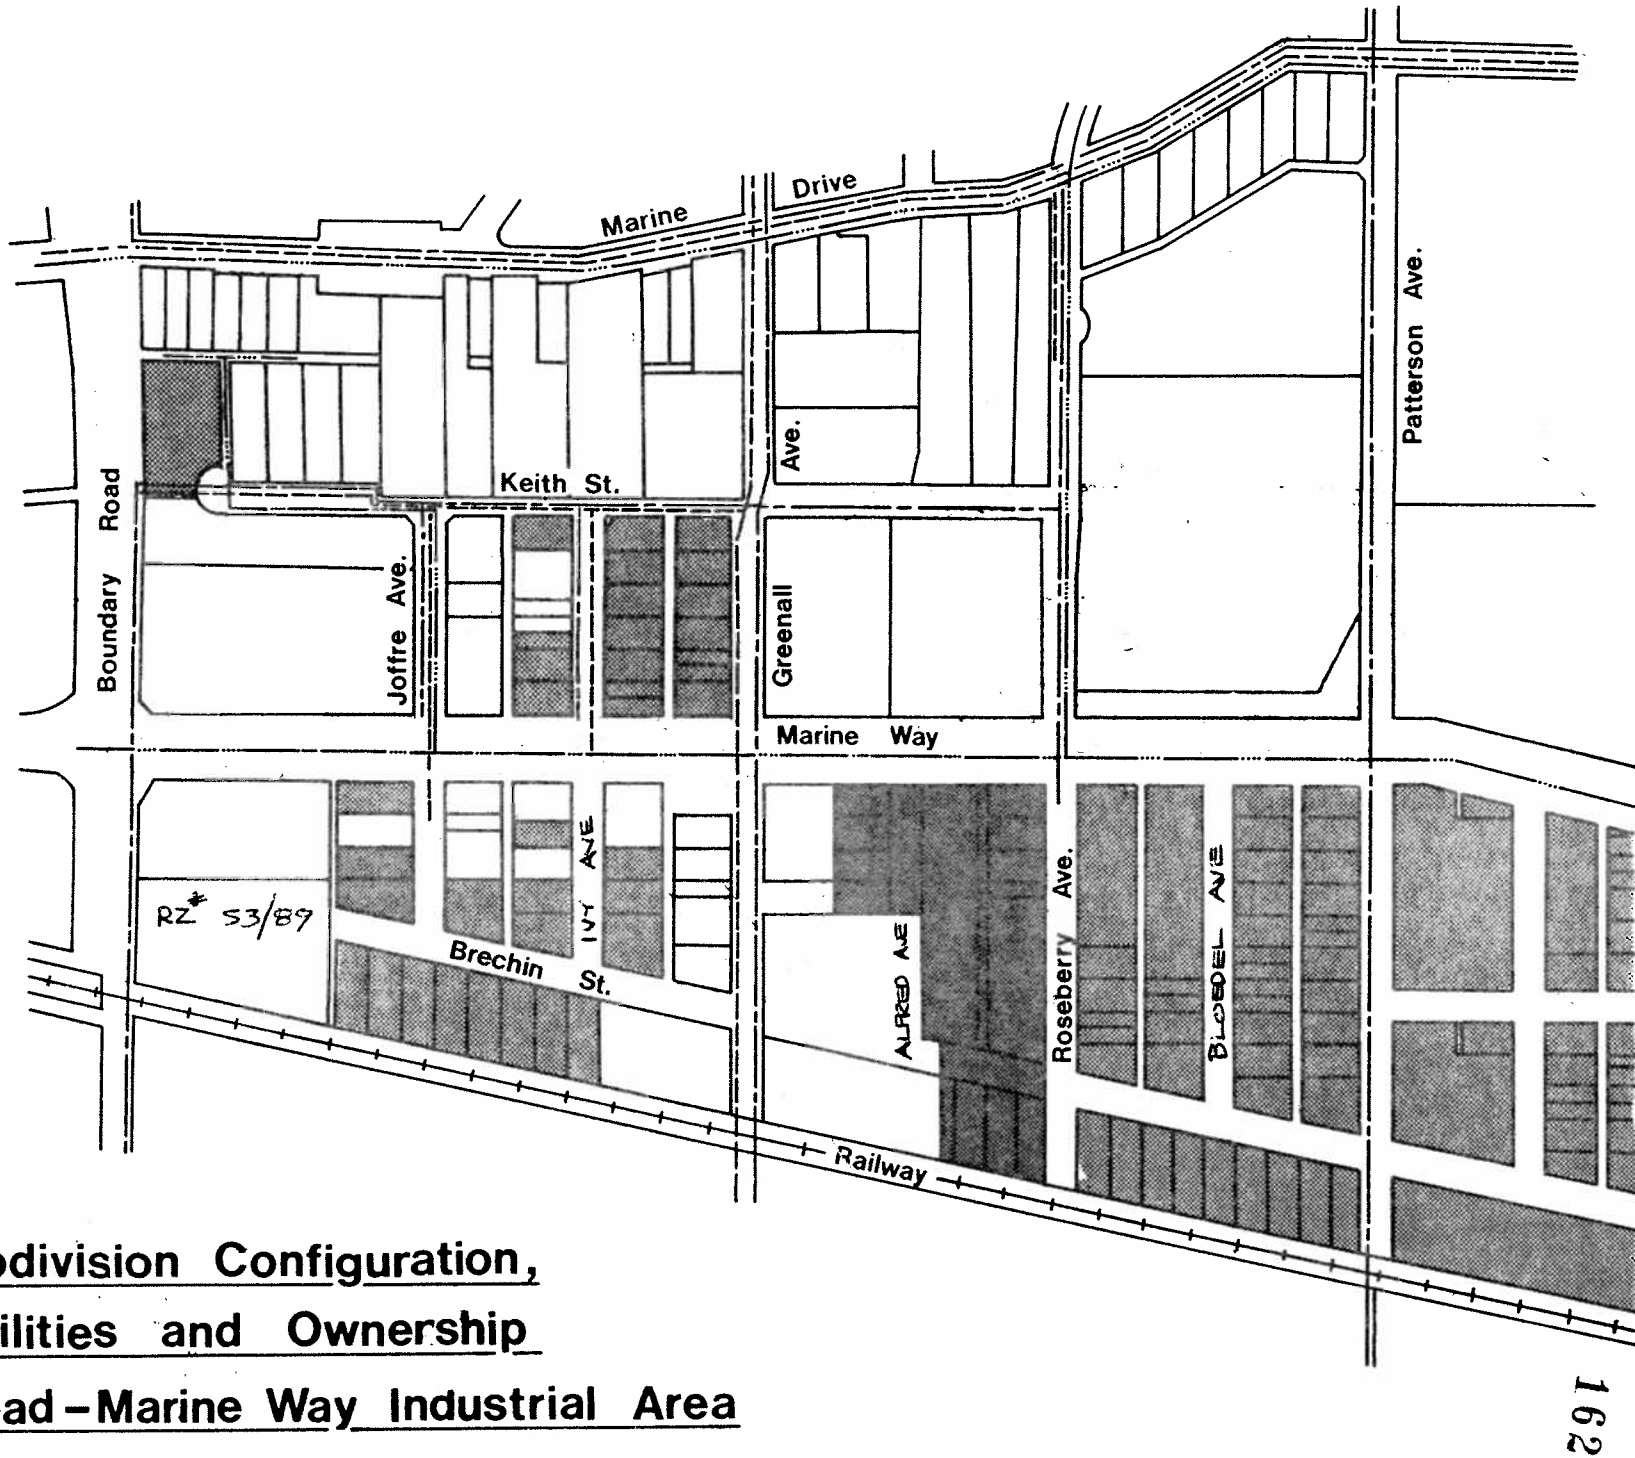 Marine Drive
Patterson Ave.
Ave.
Keith St.
Boundary Road
Joffre Ave.
Greenall
Marine Way
IVY AVE
Roseberry Ave.
BLOEDEL AVE
RZ# 53/89
ALFRED AVE
Brechin St.
Railway
bdivision Configuration,
ilities and Ownership
ad – Marine Way Industrial Area
162